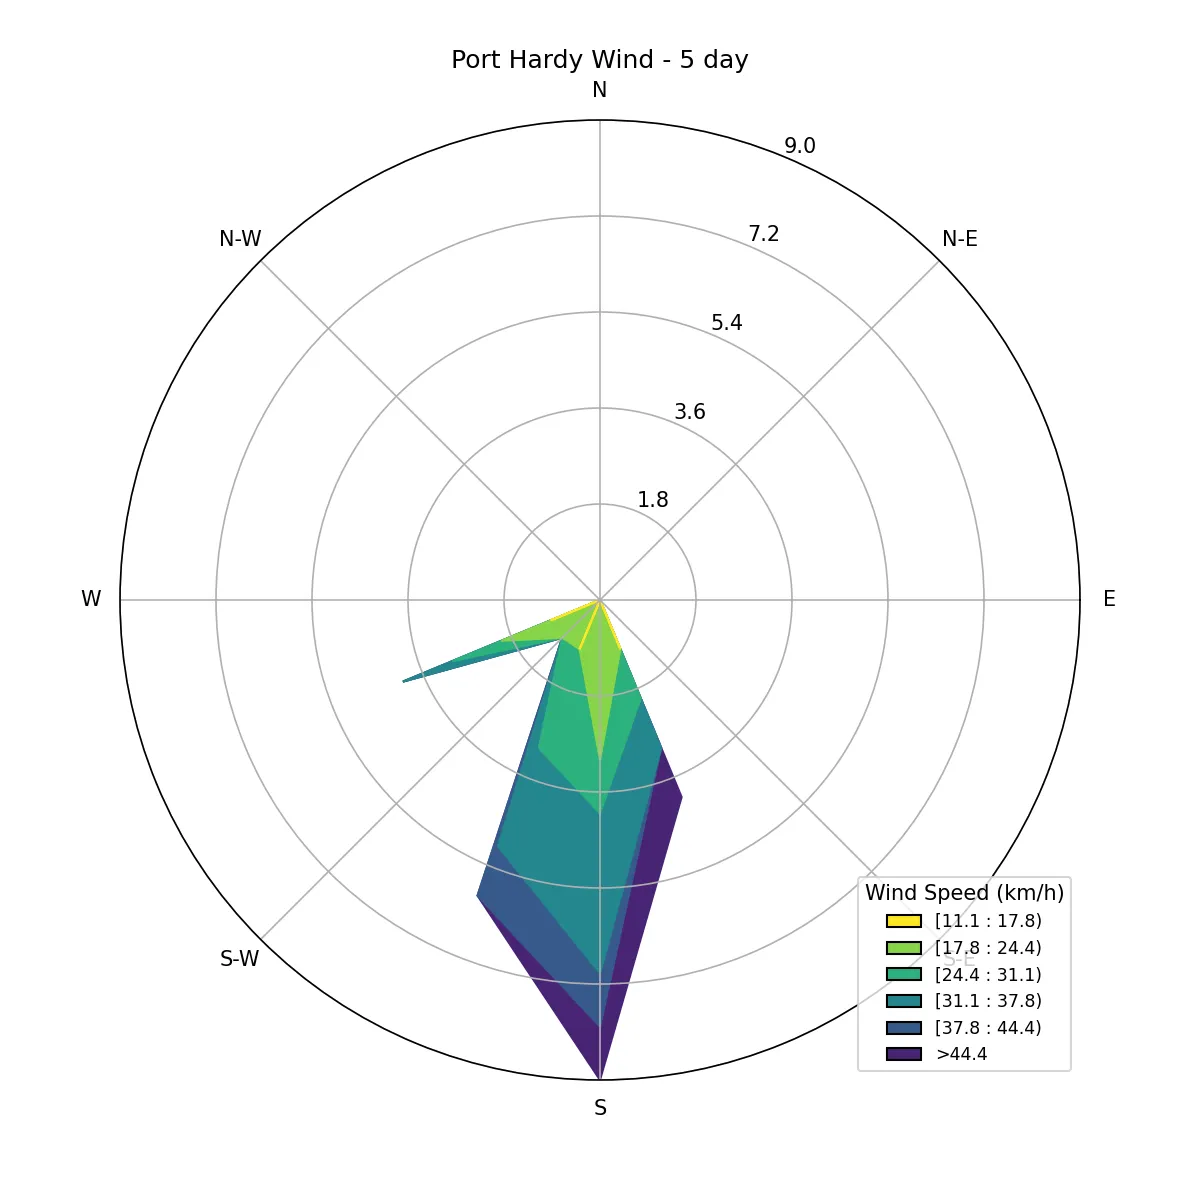 Port Hardy Wind - 5 day
N
9.0
7.2
N-W
N-E
5.4
3.6
1.8
W
E
S-W
S-E
Wind Speed (km/h)
[11.1 : 17.8)
[17.8 : 24.4)
[24.4 : 31.1)
[31.1 : 37.8)
[37.8 : 44.4)
>44.4
S